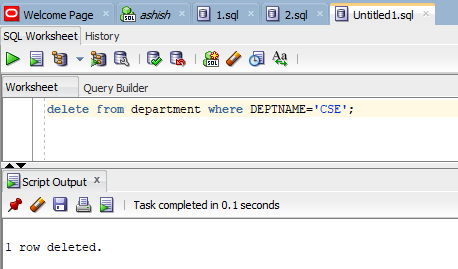 Welcome Page ashish 1.sql 2.sql Untitled1.sql
SQL Worksheet History
Worksheet Query Builder
delete from department where DEPTNAME='CSE';
Script Output x
Task completed in 0.1 seconds
1 row deleted.